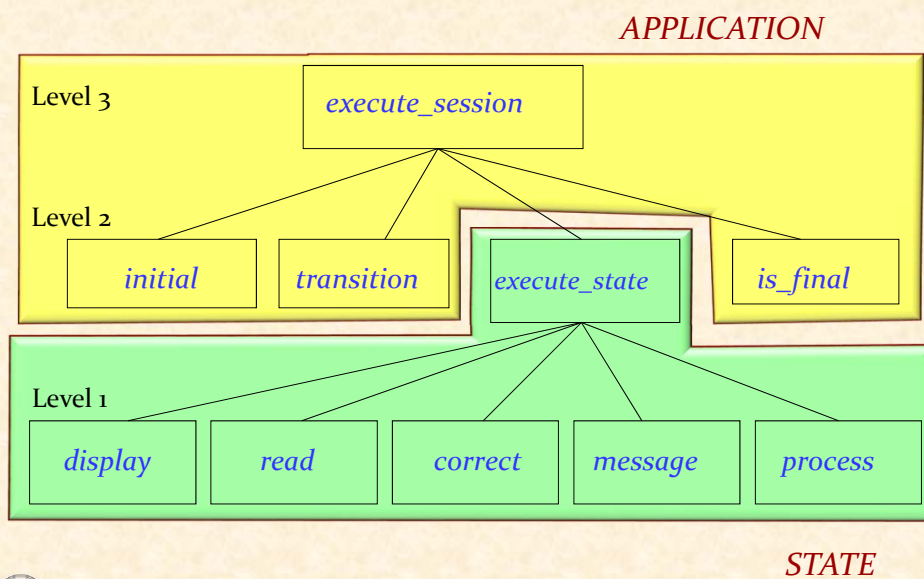 APPLICATION
Level 3
execute_session
Level 2
initial
transition
execute_state
is_final
Level 1
display
read
correct
message
process
STATE